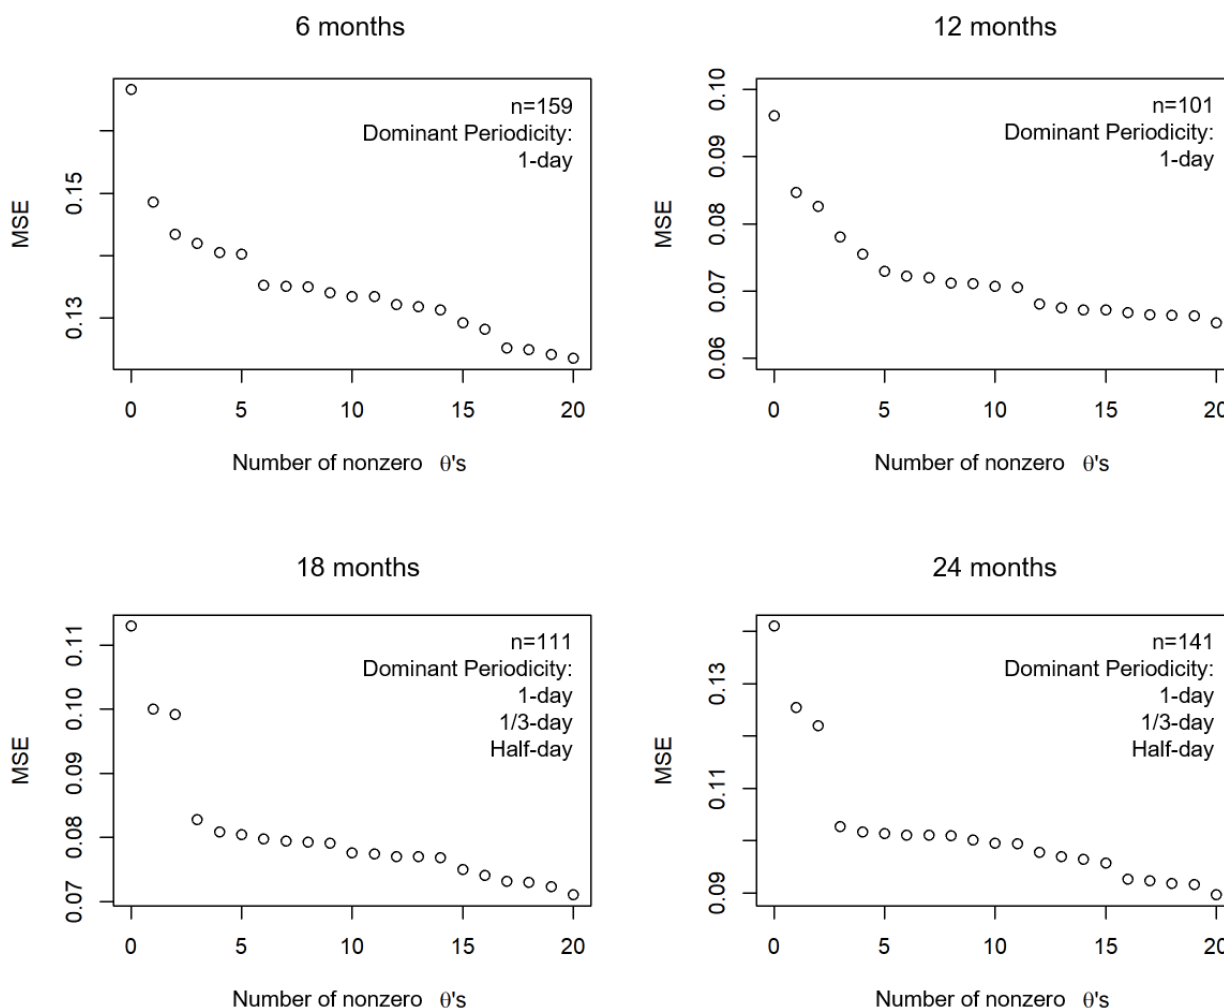 6 months
n=159
Dominant Periodicity:
1-day
MSE
0.15
0.13
0 5 10 15 20
Number of nonzero θ's
12 months
n=101
Dominant Periodicity:
1-day
MSE
0.10
0.09
0.08
0.07
0.06
0 5 10 15 20
Number of nonzero θ's
18 months
n=111
Dominant Periodicity:
1-day
1/3-day
Half-day
MSE
0.11
0.10
0.09
0.08
0.07
0 5 10 15 20
Number of nonzero θ's
24 months
n=141
Dominant Periodicity:
1-day
1/3-day
Half-day
MSE
0.13
0.11
0.09
0 5 10 15 20
Number of nonzero θ's